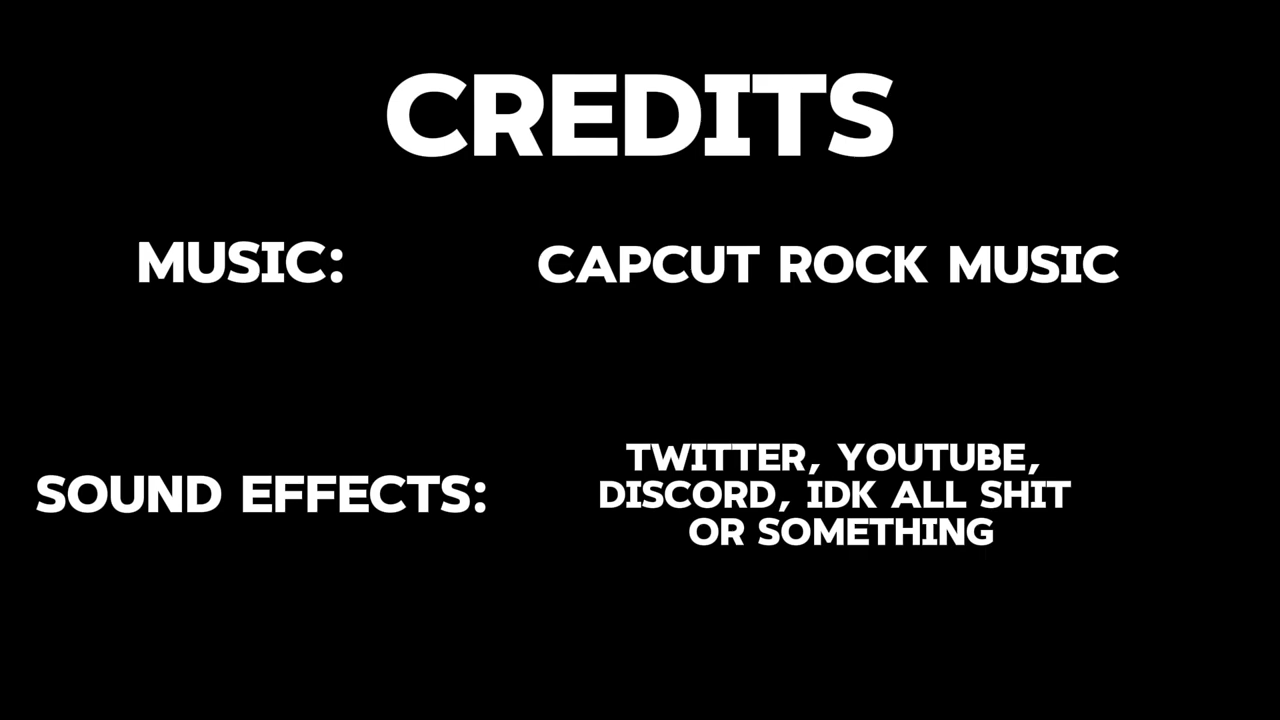 CREDITS
MUSIC:
CAPCUT ROCK MUSIC
SOUND EFFECTS:
TWITTER, YOUTUBE,
DISCORD, IDK ALL SHIT
OR SOMETHING